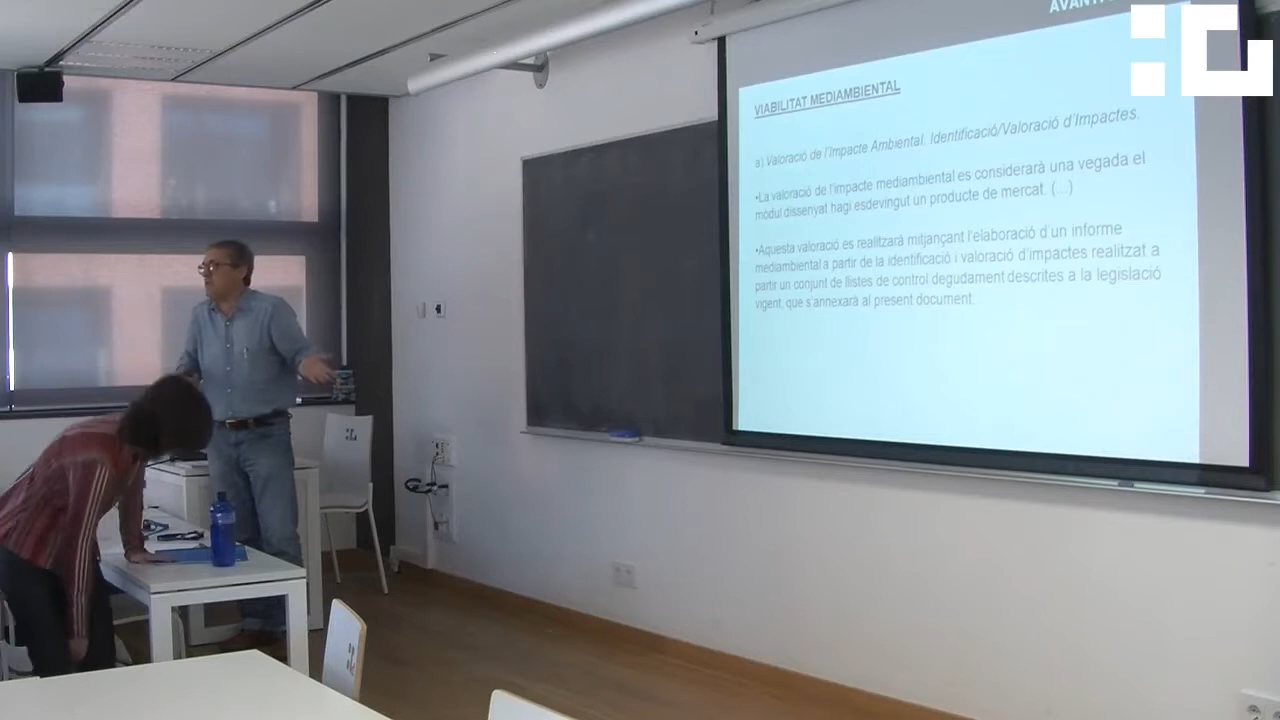 VIABILITAT MEDIAMBIENTAL
a) Valoració de l'Impacte Ambiental. Identificació/Valoració d'Impactes.
•La valoració de l'impacte mediambiental es considerarà una vegada el
mòdul dissenyat hagi esdevingut un producte de mercat. (...)
•Aquesta valoració es realitzarà mitjançant l'elaboració d'un informe
mediambiental a partir de la identificació i valoració d'impactes realitzat a
partir un conjunt de llistes de control degudament descrites a la legislació
vigent, que s'annexarà al present document.